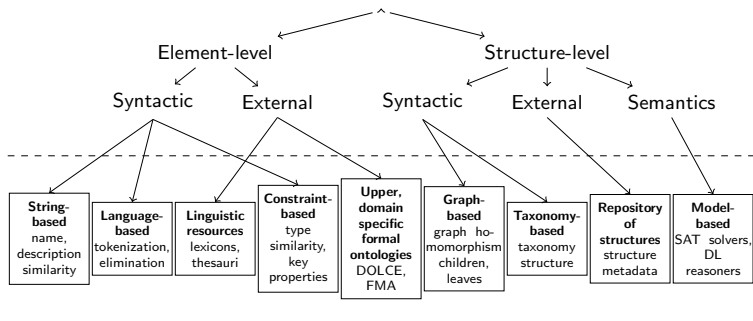 Element-level
Structure-level
Syntactic
External
Syntactic
External
Semantics
String-
based
name,
description
similarity
Language-
based
tokenization,
elimination
Linguistic
resources
lexicons,
thesauri
Constraint-
based
type
similarity,
key
properties
Upper,
domain
specific
formal
ontologies
DOLCE,
FMA
Graph-
based
graph ho-
momorphism
children,
leaves
Taxonomy-
based
taxonomy
structure
Repository
of
structures
structure
metadata
Model-
based
SAT solvers,
DL
reasoners